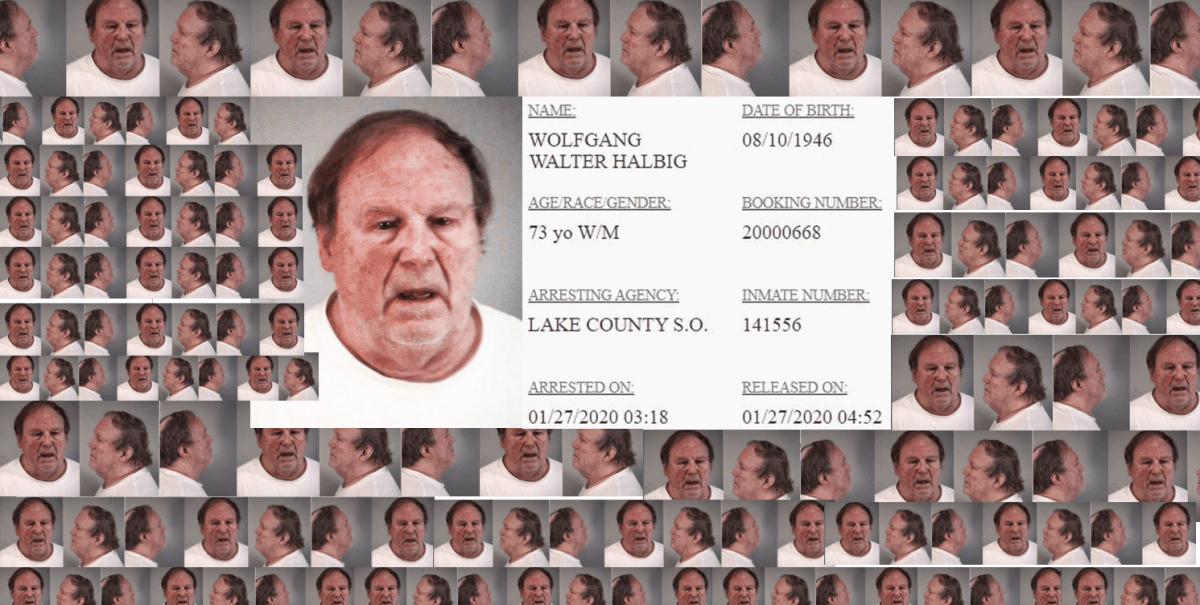 NAME:
DATE OF BIRTH:
WOLFGANG
WALTER HALBIG
08/10/1946
AGE/RACE/GENDER:
BOOKING NUMBER:
73 yo W/M
20000668
ARRESTING AGENCY:
INMATE NUMBER:
LAKE COUNTY S.O.
141556
ARRESTED ON:
RELEASED ON:
01/27/2020 03:18
01/27/2020 04:52